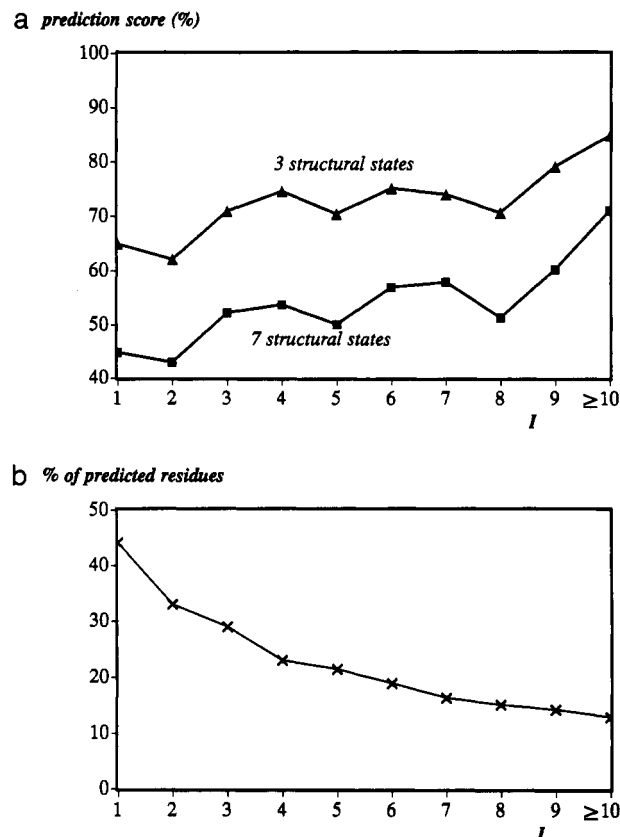 a prediction score (%)
100
90
80
3 structural states
70
60
50
7 structural states
40
1 2 3 4 5 6 7 8 9 ≥10
I
b % of predicted residues
50
40
30
20
10
0
1 2 3 4 5 6 7 8 9 ≥10
I